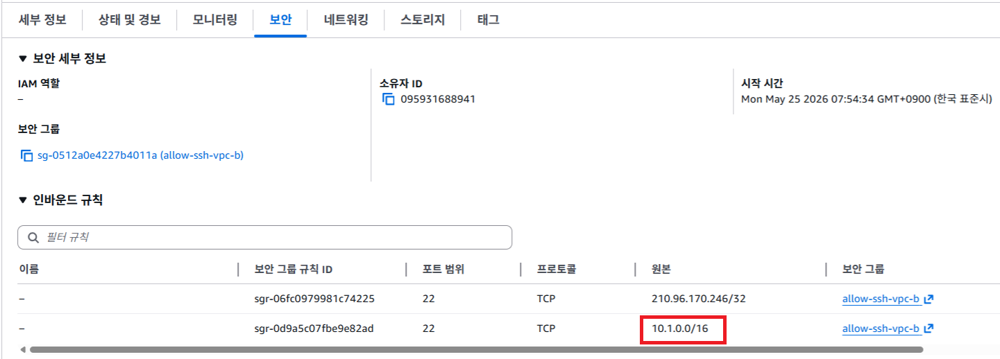 세부 정보 상태 및 경보 모니터링 보안 네트워킹 스토리지 태그
▼ 보안 세부 정보
IAM 역할 소유자 ID 시작 시간
– 095931688941 Mon May 25 2026 07:54:34 GMT+0900 (한국 표준시)
보안 그룹
sg-0512a0e4227b4011a (allow-ssh-vpc-b)
▼ 인바운드 규칙
필터 규칙
이름 보안 그룹 규칙 ID 포트 범위 프로토콜 원본 보안 그룹
– sgr-06fc0979981c74225 22 TCP 210.96.170.246/32 allow-ssh-vpc-b
– sgr-0d9a5c07fbe9e82ad 22 TCP 10.1.0.0/16 allow-ssh-vpc-b